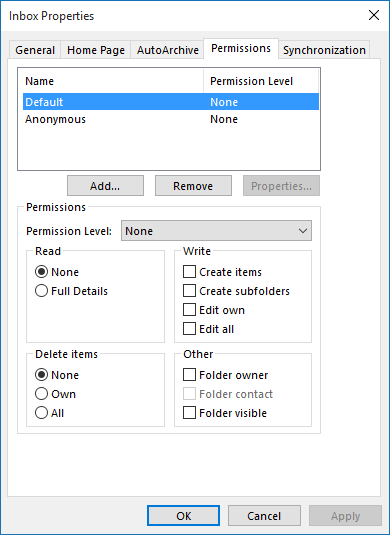 Inbox Properties
General Home Page AutoArchive Permissions Synchronization
Name Permission Level
Default None
Anonymous None
Add... Remove Properties...
Permissions
Permission Level: None
Read Write
None Create items
Full Details Create subfolders
Edit own
Edit all
Delete items Other
None Folder owner
Own Folder contact
All Folder visible
OK Cancel Apply